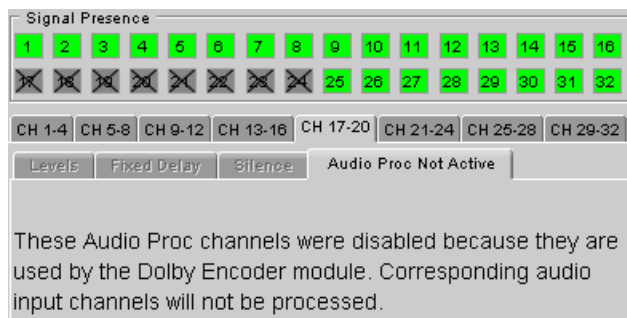 Signal Presence
1 2 3 4 5 6 7 8 9 10 11 12 13 14 15 16
17 18 19 20 21 22 23 24 25 26 27 28 29 30 31 32
CH 1-4 CH 5-8 CH 9-12 CH 13-16 CH 17-20 CH 21-24 CH 25-28 CH 29-32
Levels Fixed Delay Silence Audio Proc Not Active
These Audio Proc channels were disabled because they are
used by the Dolby Encoder module. Corresponding audio
input channels will not be processed.